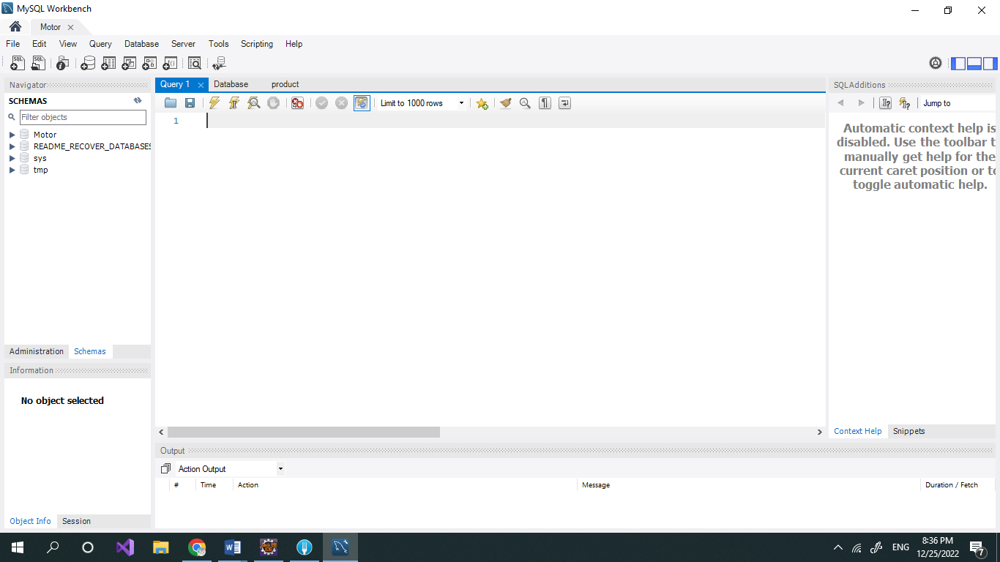 MySQL Workbench
Motor
File Edit View Query Database Server Tools Scripting Help
Navigator
SCHEMAS
Filter objects
Motor
README_RECOVER_DATABASES
sys
tmp
Administration Schemas
Information
No object selected
Object Info Session
Query 1 Database product
Limit to 1000 rows
1
Output
Action Output
# Time Action Message Duration / Fetch
SQLAdditions
Jump to
Automatic context help is
disabled. Use the toolbar t
manually get help for the
current caret position or to
toggle automatic help.
Context Help Snippets
ENG
8:36 PM
12/25/2022
7